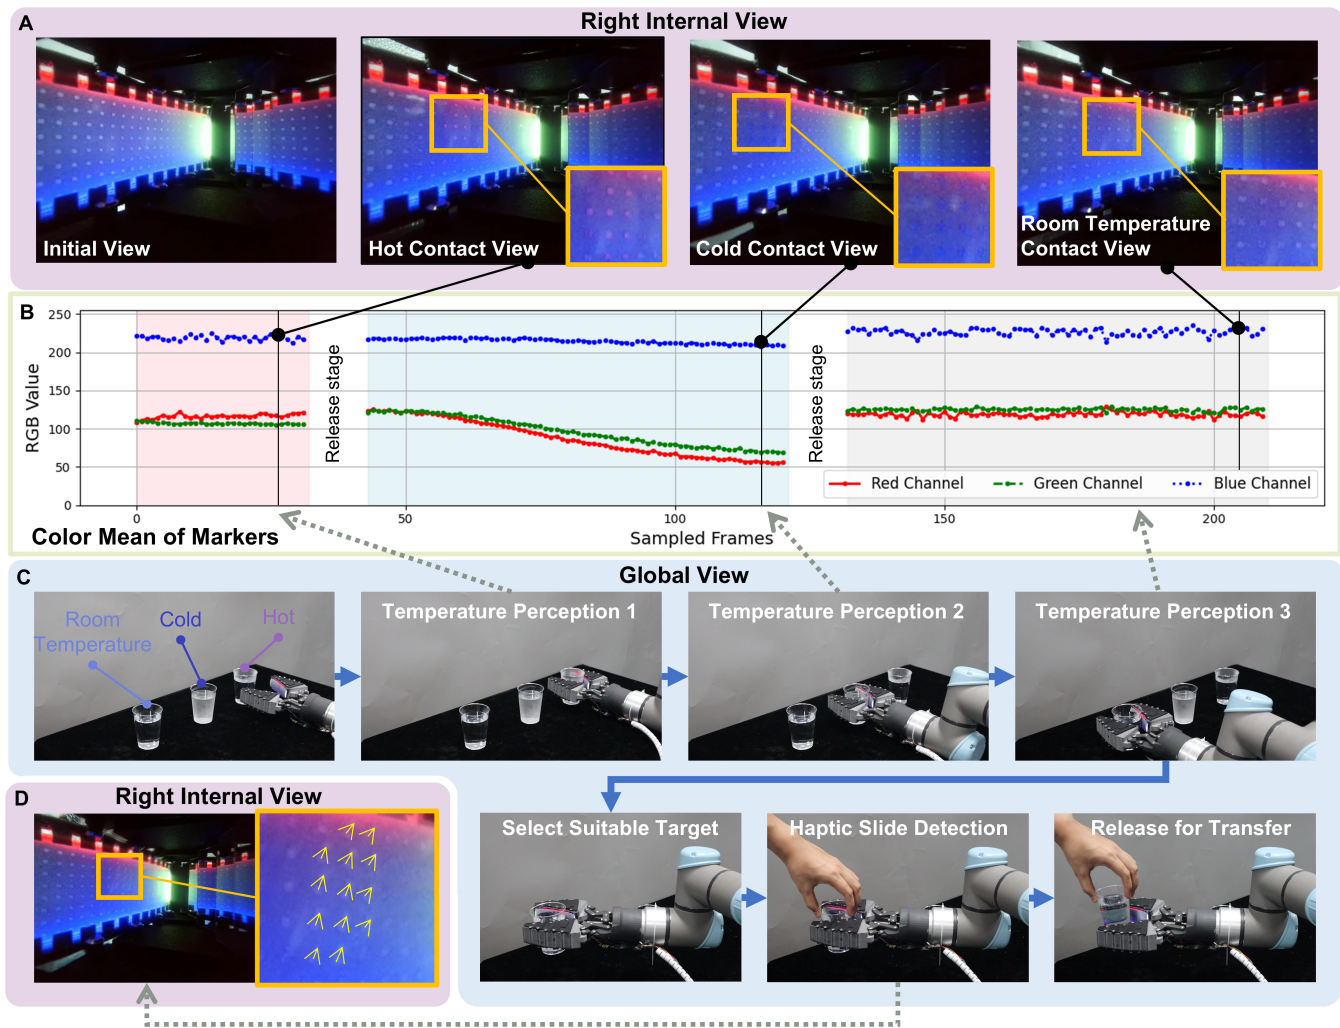 A
Right Internal View
Initial View
Hot Contact View
Cold Contact View
Room Temperature
Contact View
B
250
200
150
100
50
0
RGB Value
Release stage
Release stage
Red Channel
Green Channel
Blue Channel
0
50
100
150
200
Color Mean of Markers
Sampled Frames
C
Global View
Room
Temperature
Cold
Hot
Temperature Perception 1
Temperature Perception 2
Temperature Perception 3
D
Right Internal View
Select Suitable Target
Haptic Slide Detection
Release for Transfer